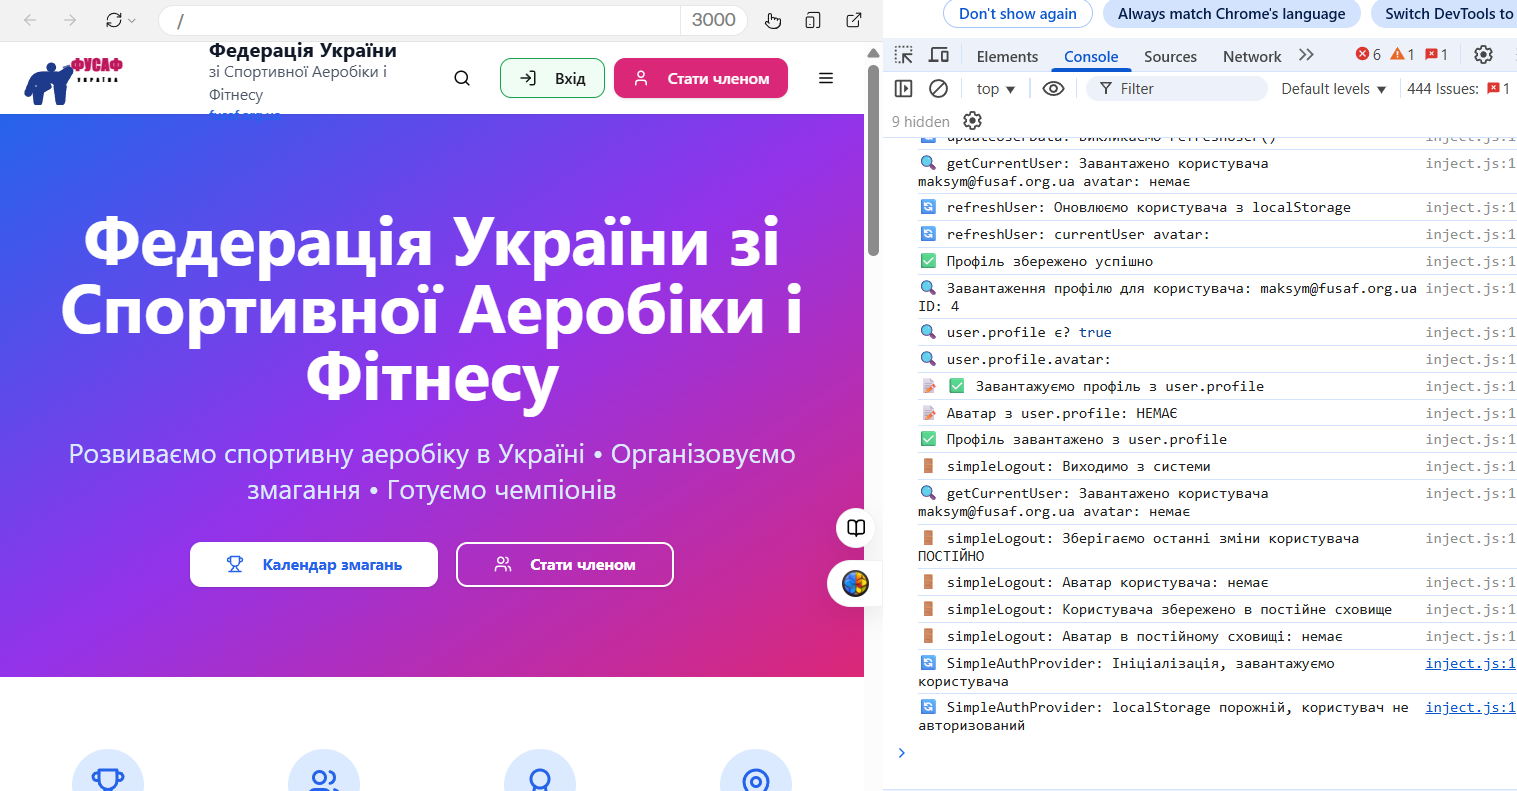 /
3000
ФУСАФ
УКРАЇНА
Федерація України
зі Спортивної Аеробіки і
Фітнесу
fusaf.org.ua
Вхід
Стати членом
Федерація України зі
Спортивної Аеробіки і
Фітнесу
Розвиваємо спортивну аеробіку в Україні • Організовуємо
змагання • Готуємо чемпіонів
Календар змагань
Стати членом
Don't show again
Always match Chrome's language
Switch DevTools to
Elements
Console
Sources
Network
6
1
1
top
Filter
Default levels
444 Issues:
1
9 hidden
updateUserData: Викликаємо refreshUser()
inject.js:1
getCurrentUser: Завантажено користувача
inject.js:1
maksym@fusaf.org.ua avatar: немає
refreshUser: Оновлюємо користувача з localStorage
inject.js:1
refreshUser: currentUser avatar:
inject.js:1
Профіль збережено успішно
inject.js:1
Завантаження профілю для користувача: maksym@fusaf.org.ua
inject.js:1
ID: 4
user.profile є? true
inject.js:1
user.profile.avatar:
inject.js:1
Завантажуємо профіль з user.profile
inject.js:1
Аватар з user.profile: НЕМАЄ
inject.js:1
Профіль завантажено з user.profile
inject.js:1
simpleLogout: Виходимо з системи
inject.js:1
getCurrentUser: Завантажено користувача
inject.js:1
maksym@fusaf.org.ua avatar: немає
simpleLogout: Зберігаємо останні зміни користувача
inject.js:1
ПОСТІЙНО
simpleLogout: Аватар користувача: немає
inject.js:1
simpleLogout: Користувача збережено в постійне сховище
inject.js:1
simpleLogout: Аватар в постійному сховищі: немає
inject.js:1
SimpleAuthProvider: Ініціалізація, завантажуємо
inject.js:1
користувача
SimpleAuthProvider: localStorage порожній, користувач не
inject.js:1
авторизований